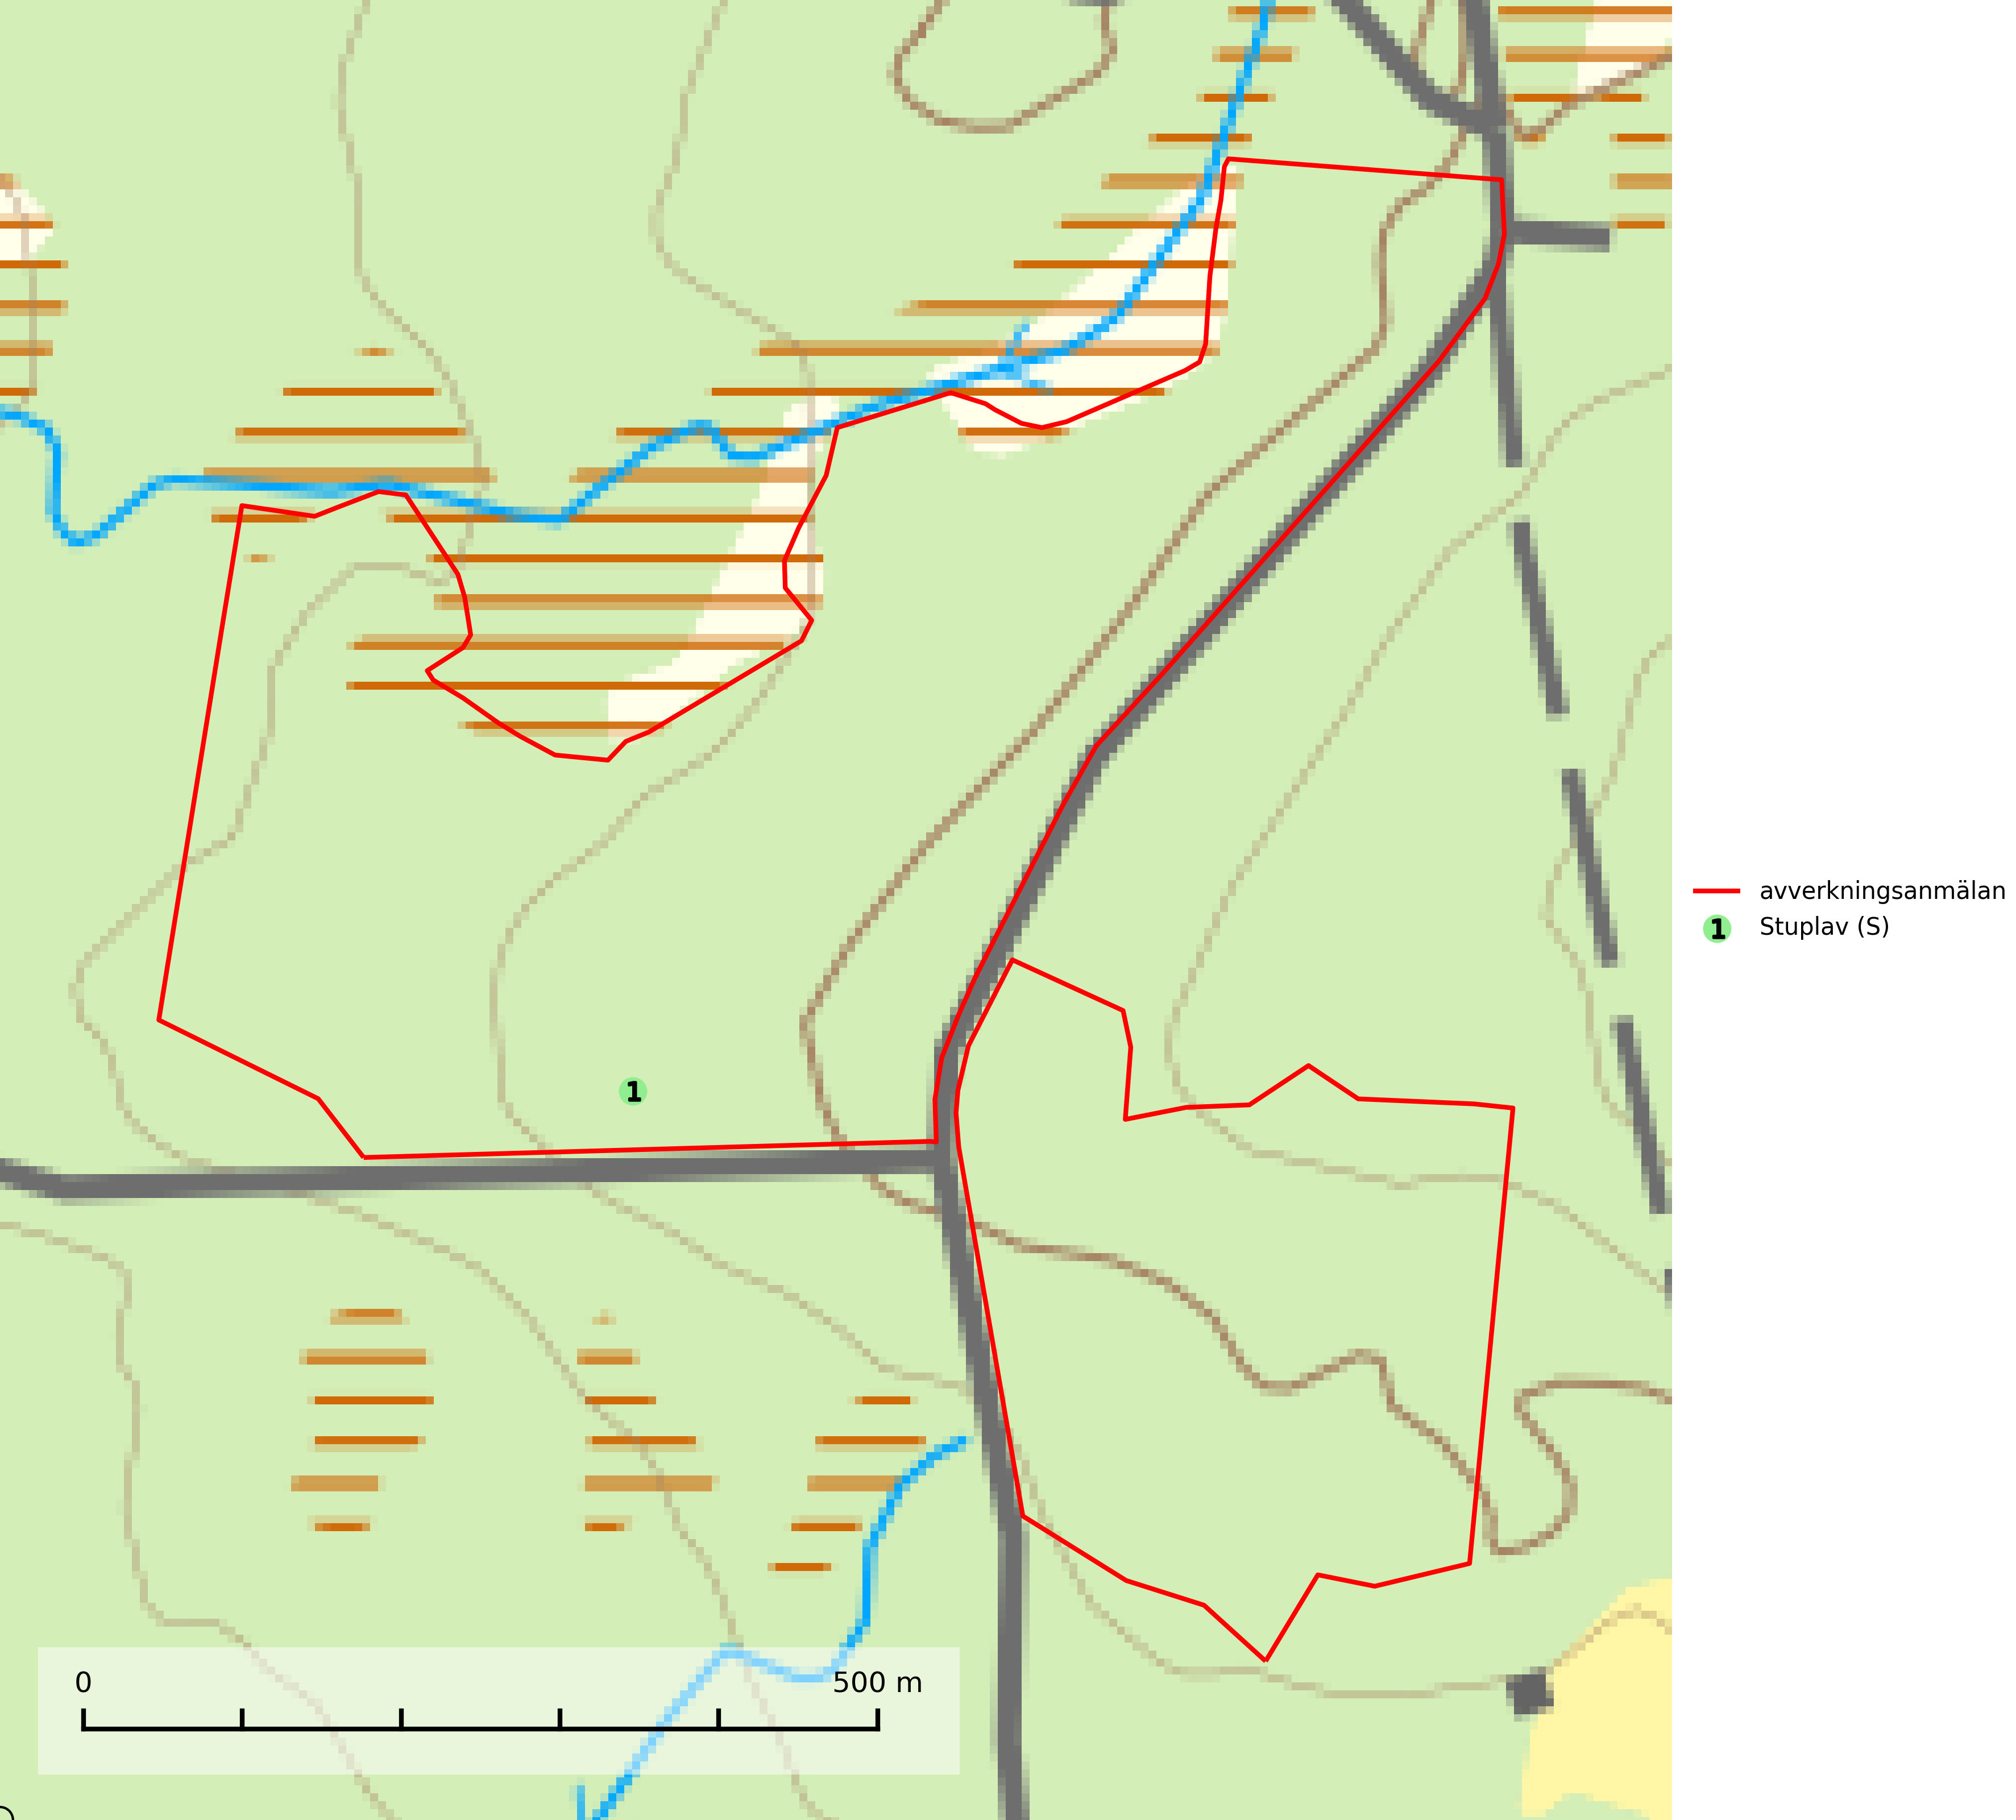 avverkningsanmälan
1 Stuplav (S)
1
0 500 m